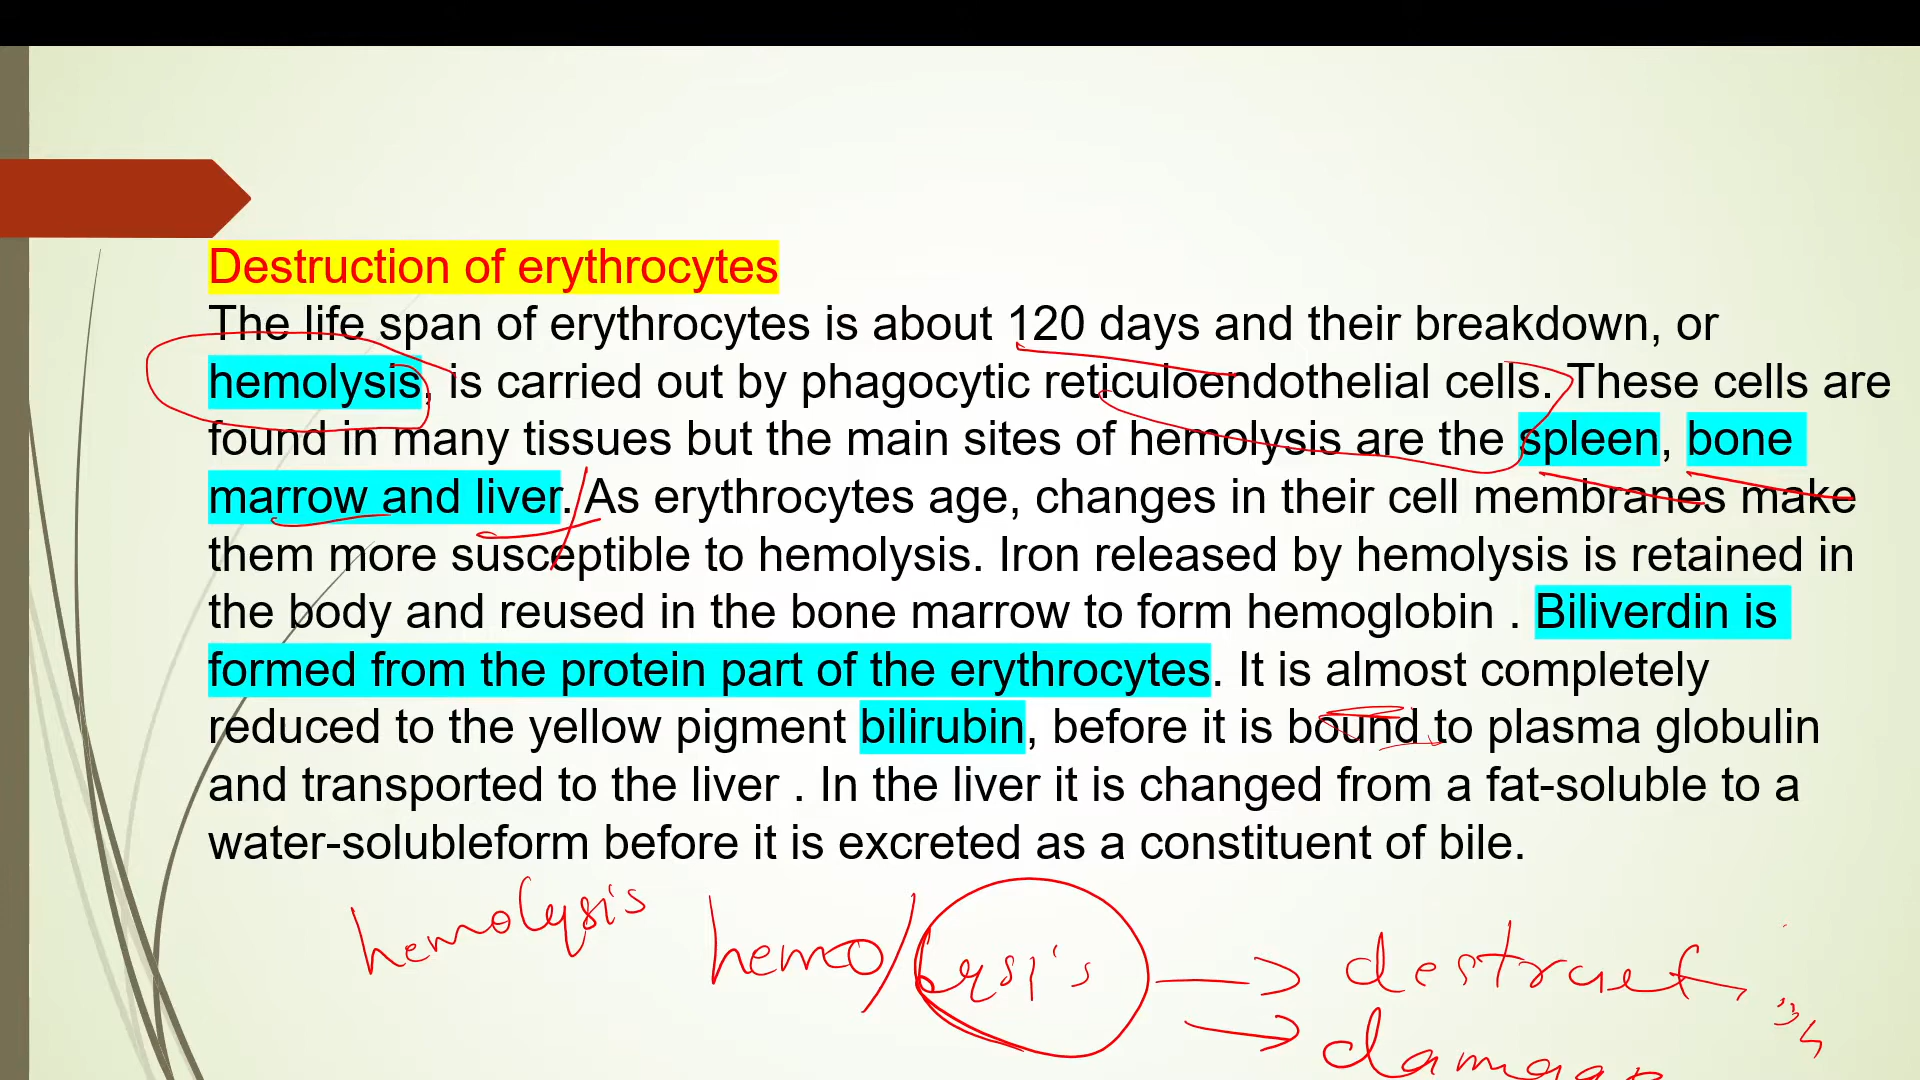 Destruction of erythrocytes
The life span of erythrocytes is about 120 days and their breakdown, or
hemolysis, is carried out by phagocytic reticuloendothelial cells. These cells are
found in many tissues but the main sites of hemolysis are the spleen, bone
marrow and liver. As erythrocytes age, changes in their cell membranes make
them more susceptible to hemolysis. Iron released by hemolysis is retained in
the body and reused in the bone marrow to form hemoglobin . Biliverdin is
formed from the protein part of the erythrocytes. It is almost completely
reduced to the yellow pigment bilirubin, before it is bound to plasma globulin
and transported to the liver . In the liver it is changed from a fat-soluble to a
water-solubleform before it is excreted as a constituent of bile.
hemolysis hemo/lysis → destruct
→ damage